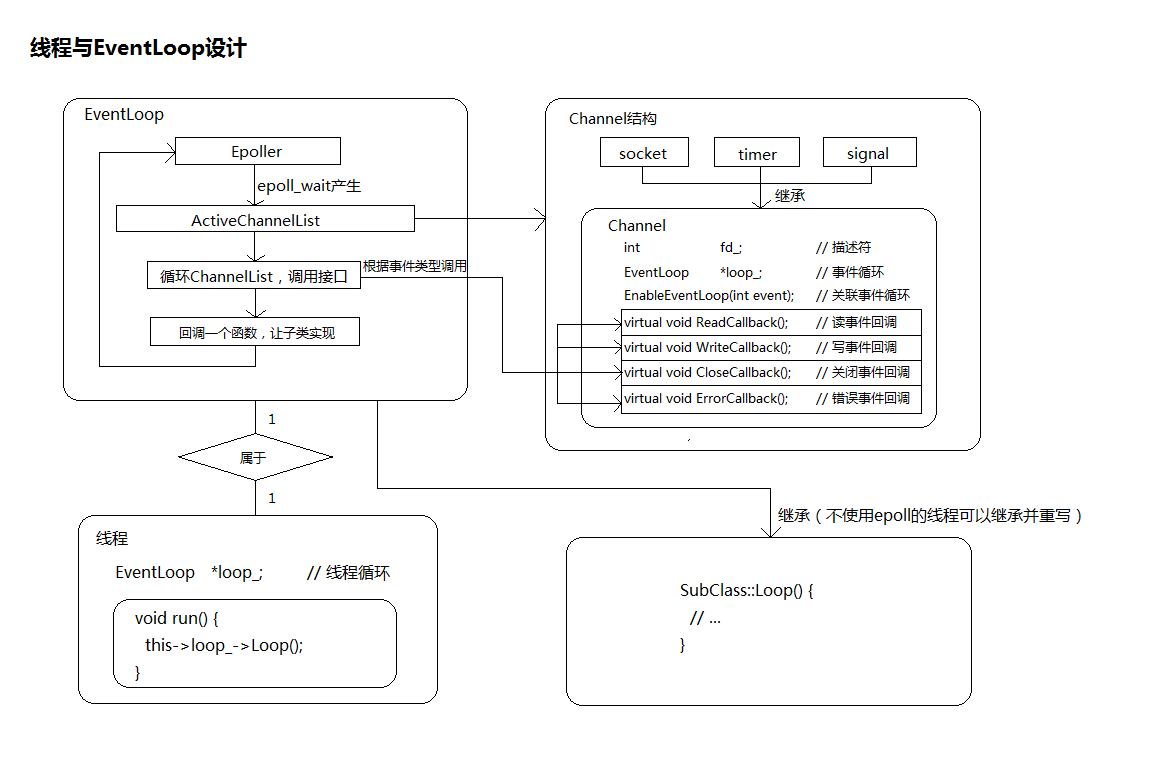 线程与EventLoop设计
EventLoop
Epoller
epoll_wait产生
ActiveChannelList
循环ChannelList，调用接口
根据事件类型调用
回调一个函数，让子类实现
Channel结构
socket
timer
signal
继承
Channel
int fd_; // 描述符
EventLoop *loop_; // 事件循环
EnableEventLoop(int event); // 关联事件循环
virtual void ReadCallback(); // 读事件回调
virtual void WriteCallback(); // 写事件回调
virtual void CloseCallback(); // 关闭事件回调
virtual void ErrorCallback(); // 错误事件回调
1
属于
1
线程
EventLoop *loop_; // 线程循环
void run() {
this->loop_->Loop();
}
继承（不使用epoll的线程可以继承并重写）
SubClass::Loop() {
// ...
}